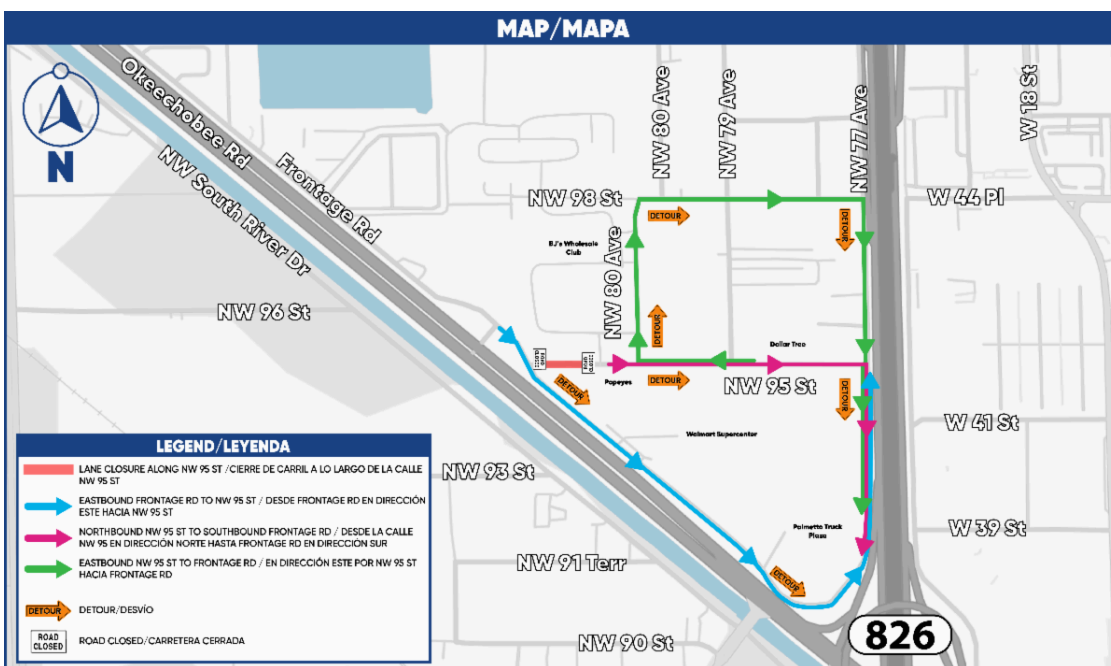 MAP/MAPA
Okeechobee Rd
Frontage Rd
NW South River Dr
N
NW 80 Ave
NW 79 Ave
NW 77 Ave
W 18 St
NW 98 St
W 44 Pl
DETOUR
DETOUR
BJ's Wholesale
Club
NW 80 Ave
NW 96 St
DETOUR
Dollar Tree
ROAD
CLOSED
ROAD
CLOSED
DETOUR
Popeyes
DETOUR
NW 95 St
DETOUR
W 41 St
Walmart Supercenter
NW 93 St
Palmetto Truck
Plaza
W 39 St
NW 91 Terr
DETOUR
NW 90 St
826
LEGEND/LEYENDA
LANE CLOSURE ALONG NW 95 ST /CIERRE DE CARRIL A LO LARGO DE LA CALLE
NW 95 ST
EASTBOUND FRONTAGE RD TO NW 95 ST / DESDE FRONTAGE RD EN DIRECCIÓN
ESTE HACIA NW 95 ST
NORTHBOUND NW 95 ST TO SOUTHBOUND FRONTAGE RD / DESDE LA CALLE
NW 95 EN DIRECCIÓN NORTE HASTA FRONTAGE RD EN DIRECCIÓN SUR
EASTBOUND NW 95 ST TO FRONTAGE RD / EN DIRECCIÓN ESTE POR NW 95 ST
HACIA FRONTAGE RD
DETOUR
DETOUR/DESVÍO
ROAD
CLOSED
ROAD CLOSED/CARRETERA CERRADA